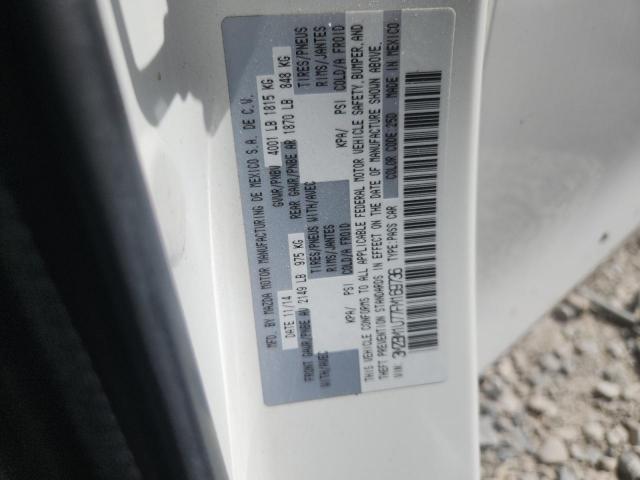 MFG. BY MAZDA MOTOR MANUFACTURING DE MEXICO S.A. DE C.V.
DATE 11/14 GVWR/PNBV 4001 LB 1815 KG
FRONT GAWR/PNBE AV 2149 LB 975 KG REAR GAWR/PNBE AR 1870 LB 848 KG
WITH/AVEC TIRES/PNEUS WITH/AVEC TIRES/PNEUS
RIMS/JANTES RIMS/JANTES
KPA/ PSI COLD/A FROID KPA/ PSI COLD/A FROID
THIS VEHICLE CONFORMS TO ALL APPLICABLE FEDERAL MOTOR VEHICLE SAFETY, BUMPER, AND
THEFT PREVENTION STANDARDS IN EFFECT ON THE DATE OF MANUFACTURE SHOWN ABOVE.
VIN: TYPE: PASS CAR COLOR CODE: 25D MADE IN MEXICO